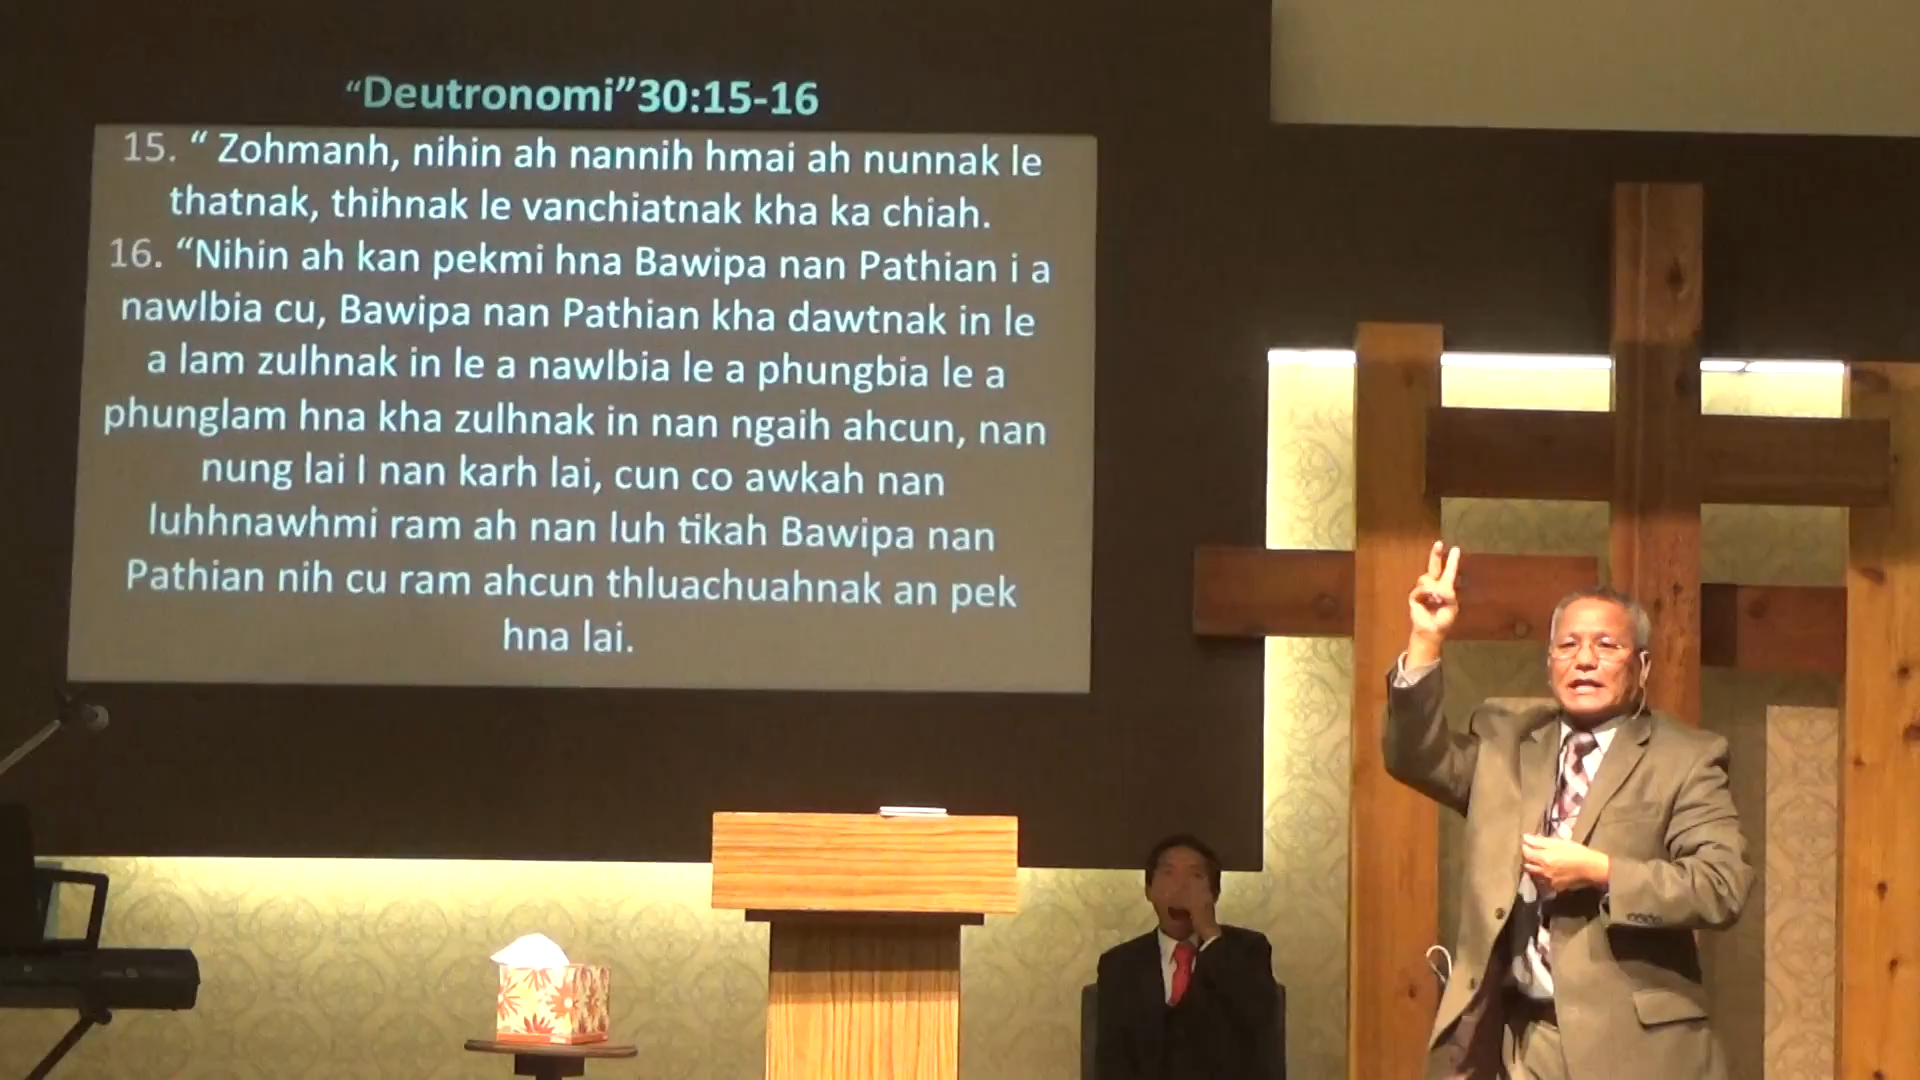 “Deutronomi”30:15-16
15. “ Zohmanh, nihin ah nannih hmai ah nunnak le
thatnak, thihnak le vanchiatnak kha ka chiah.
16. “Nihin ah kan pekmi hna Bawipa nan Pathian i a
nawlbia cu, Bawipa nan Pathian kha dawtnak in le
a lam zulhnak in le a nawlbia le a phungbia le a
phunglam hna kha zulhnak in nan ngaih ahcun, nan
nung lai I nan karh lai, cun co awkah nan
luhhnawhmi ram ah nan luh tikah Bawipa nan
Pathian nih cu ram ahcun thluachuahnak an pek
hna lai.